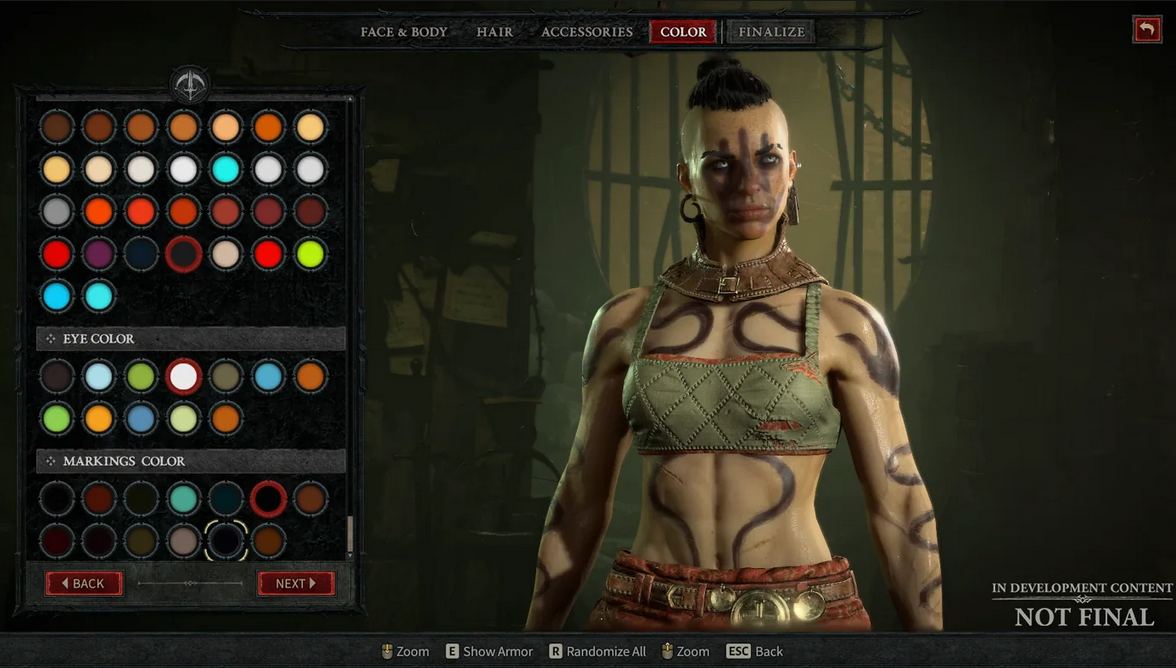 FACE & BODY HAIR ACCESSORIES COLOR FINALIZE
EYE COLOR
MARKINGS COLOR
BACK NEXT
IN DEVELOPMENT CONTENT
NOT FINAL
Zoom E Show Armor R Randomize All Zoom ESC Back